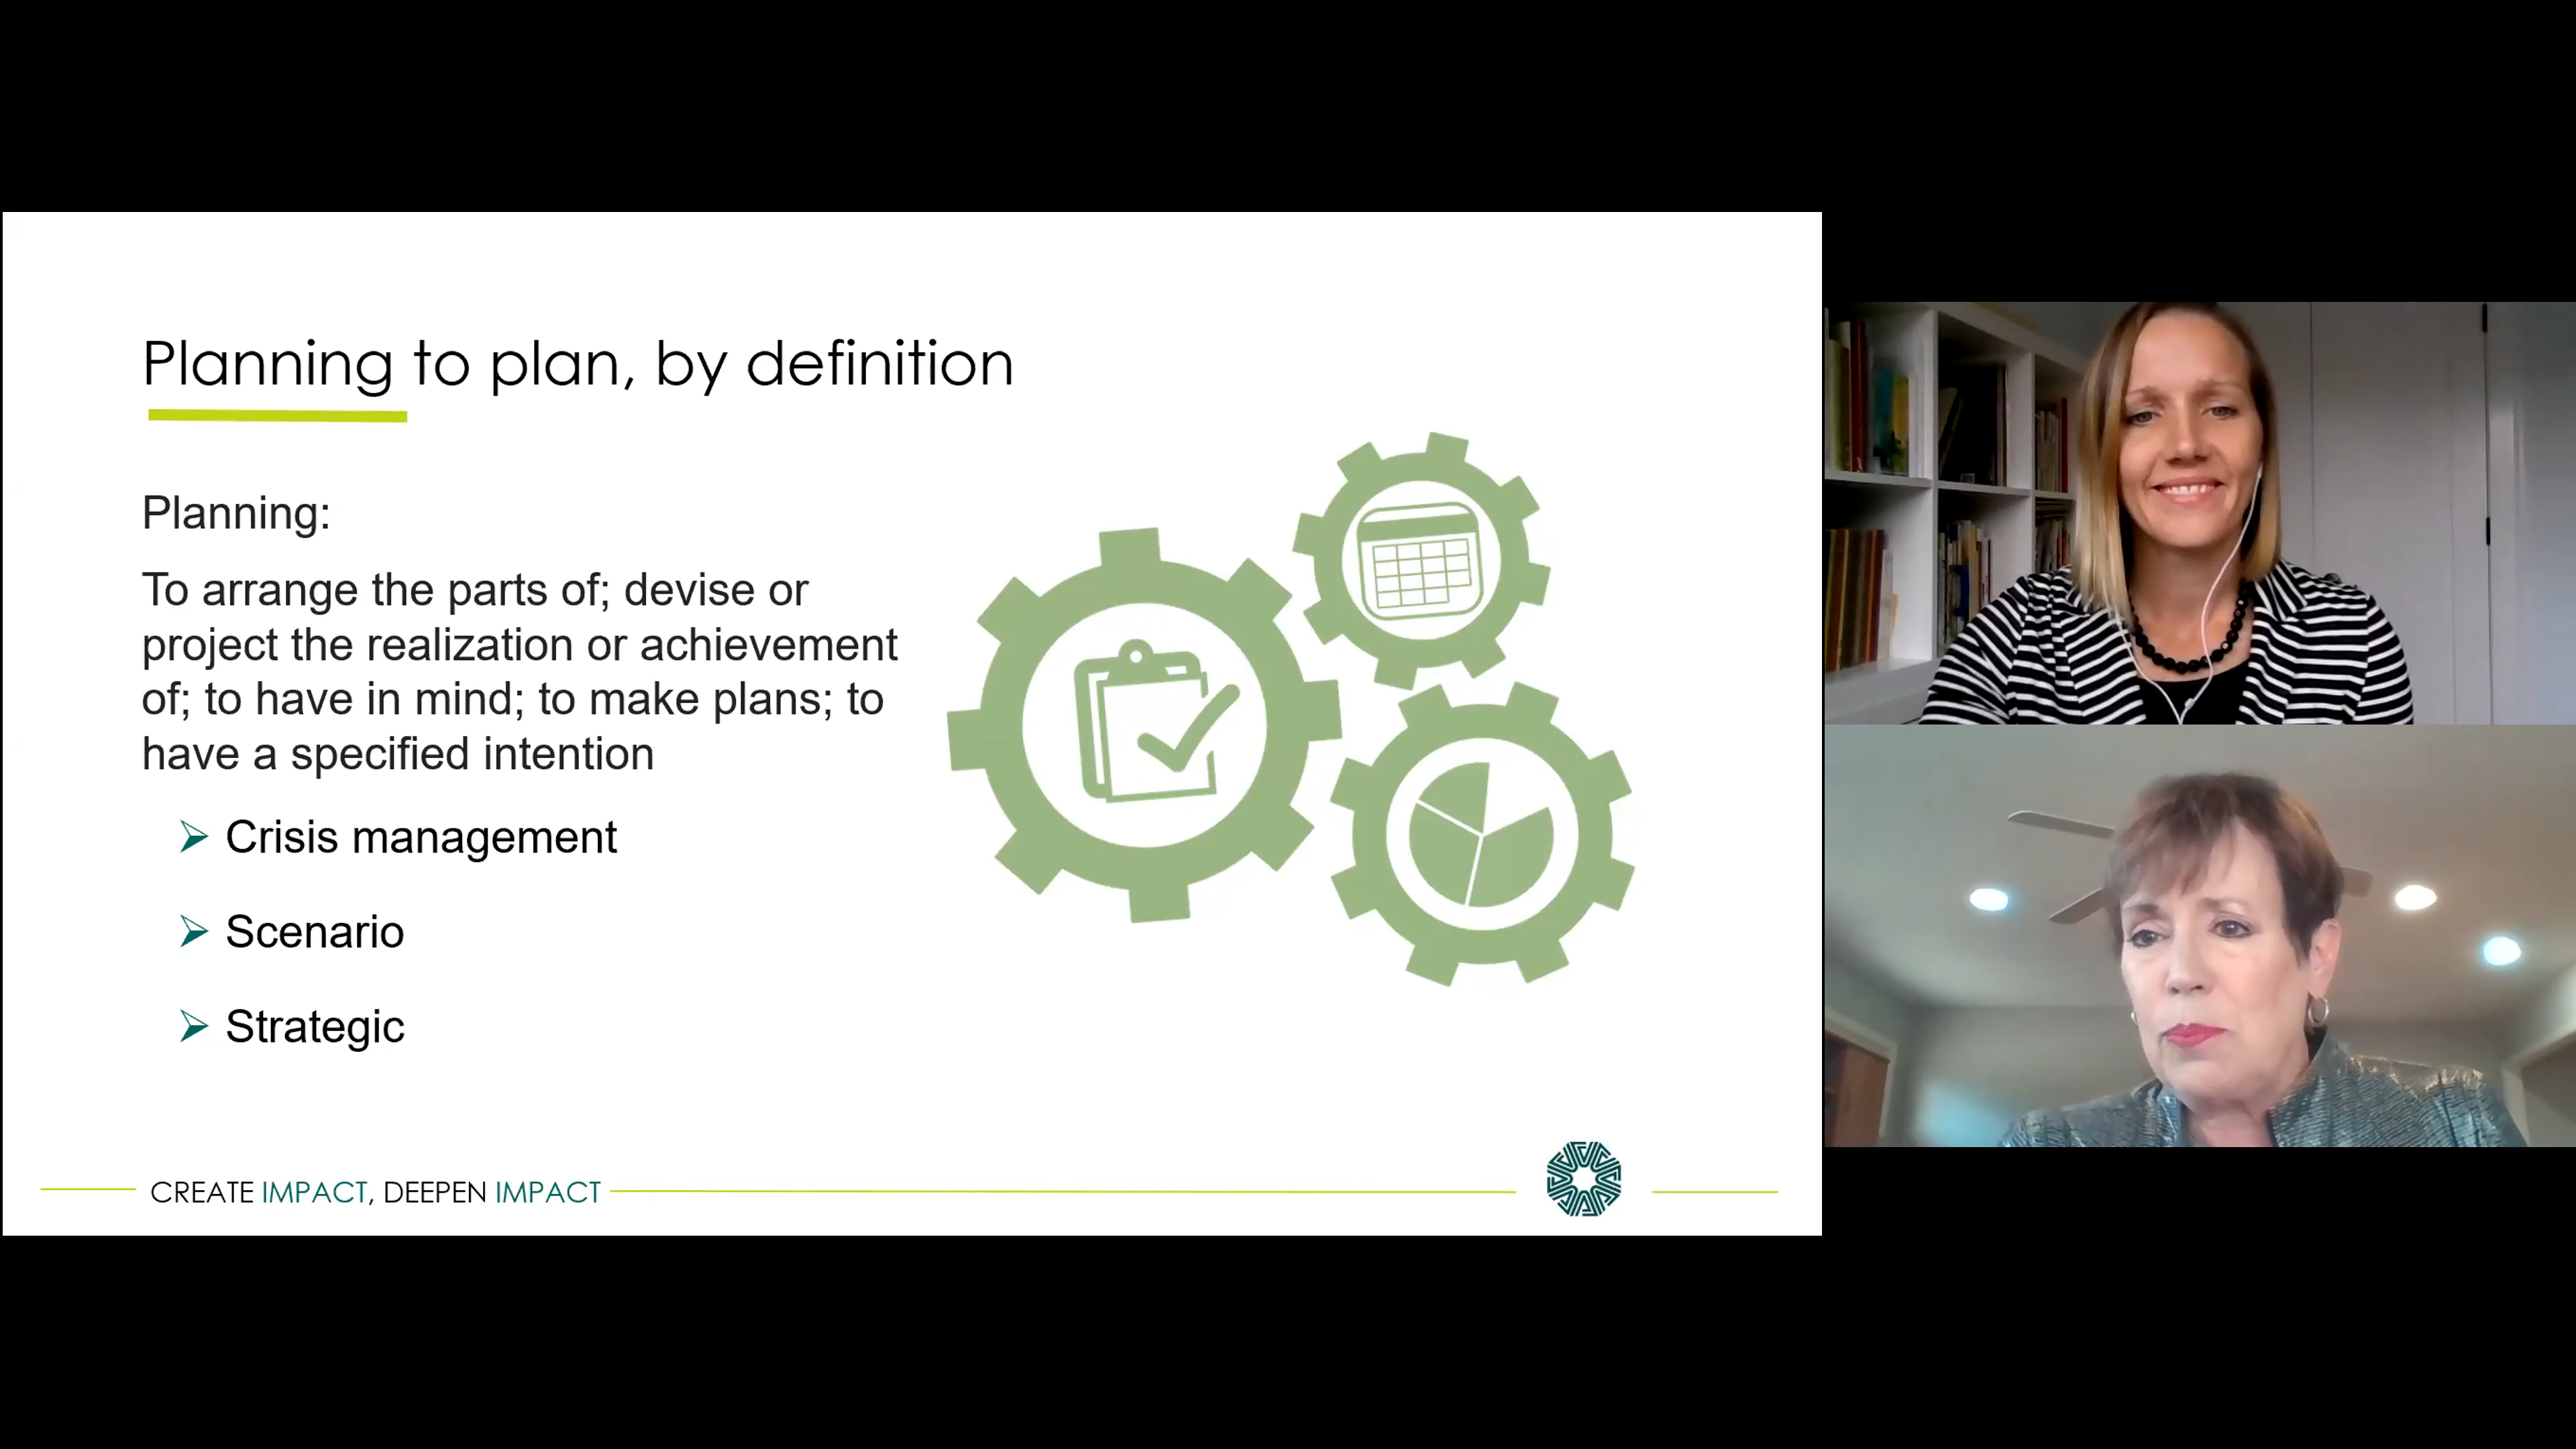 Planning to plan, by definition
Planning:
To arrange the parts of; devise or
project the realization or achievement
of; to have in mind; to make plans; to
have a specified intention
Crisis management
Scenario
Strategic
CREATE IMPACT, DEEPEN IMPACT